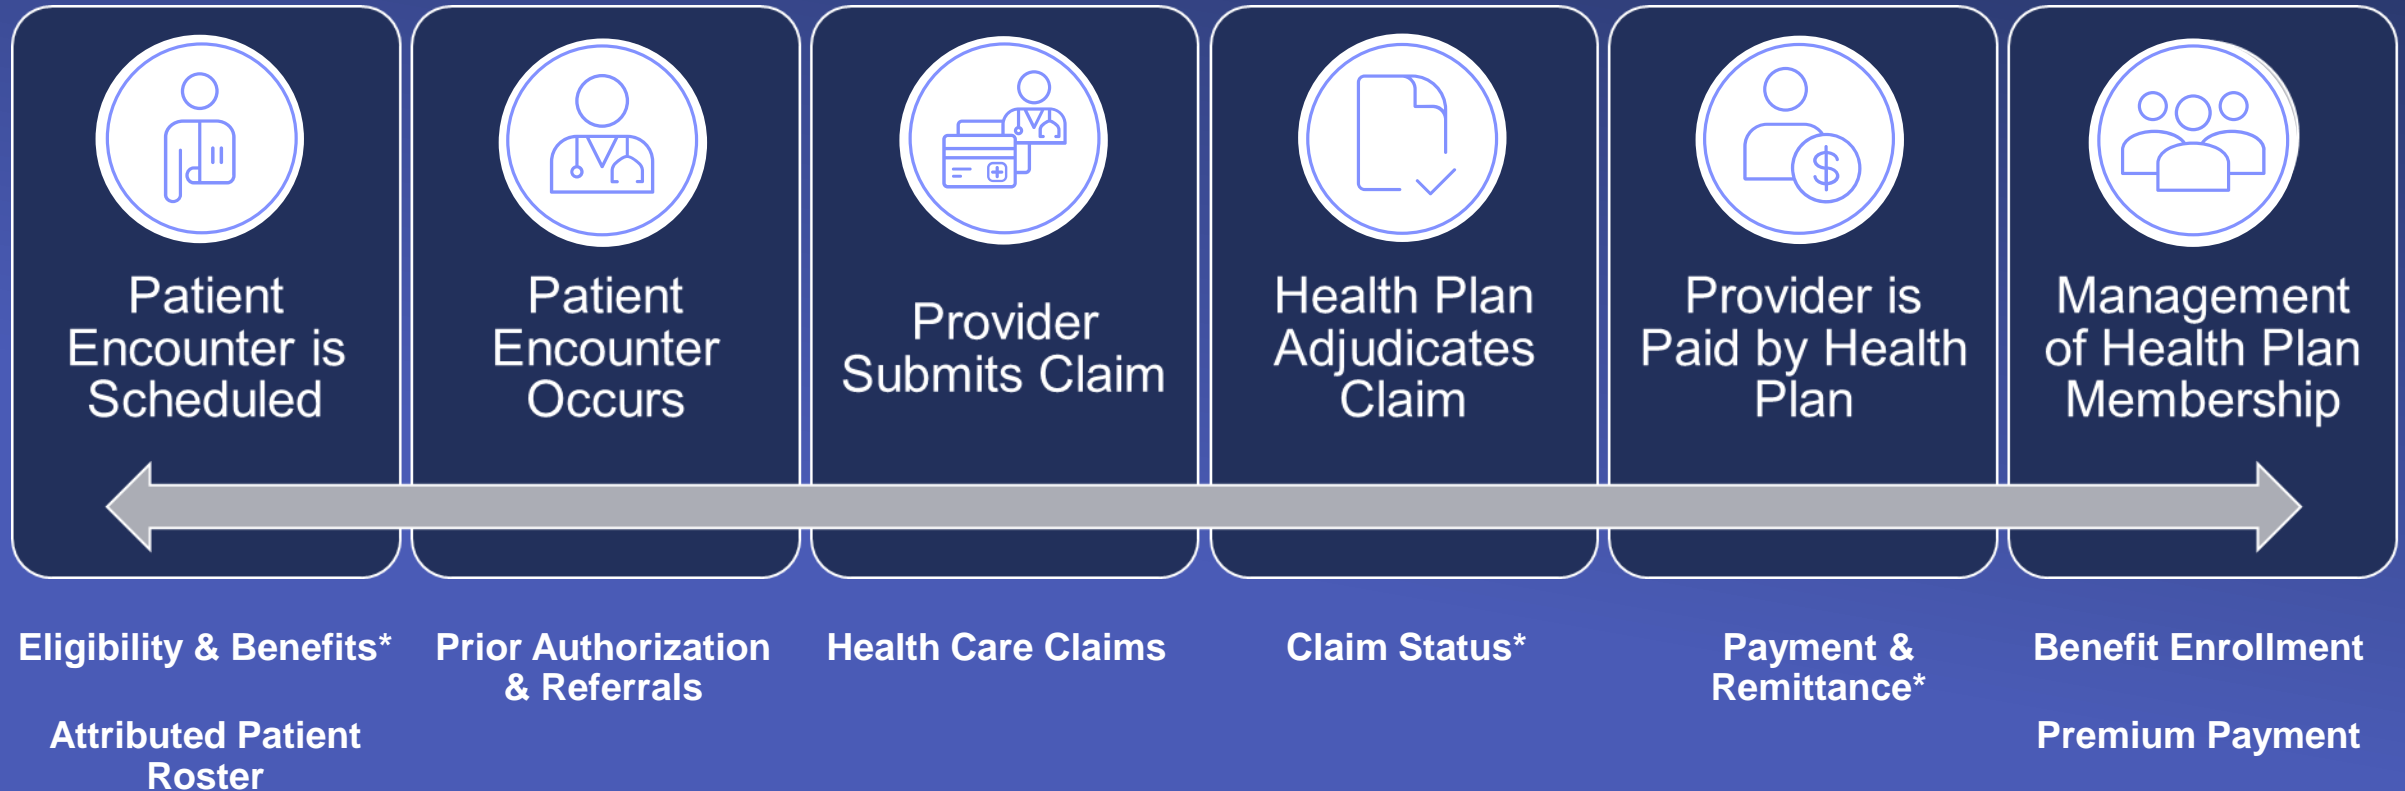 Patient
Encounter is
Scheduled
Patient
Encounter
Occurs
Provider
Submits Claim
Health Plan
Adjudicates
Claim
Provider is
Paid by Health
Plan
Management
of Health Plan
Membership
$
Eligibility & Benefits*
Attributed Patient
Roster
Prior Authorization
& Referrals
Health Care Claims
Claim Status*
Payment &
Remittance*
Benefit Enrollment
Premium Payment